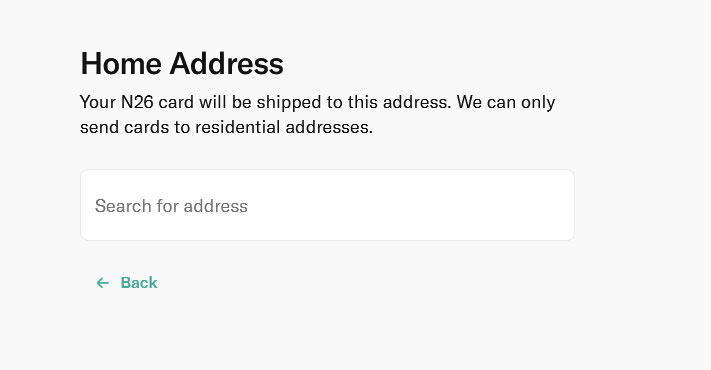 Home Address
Your N26 card will be shipped to this address. We can only
send cards to residential addresses.
Search for address
← Back